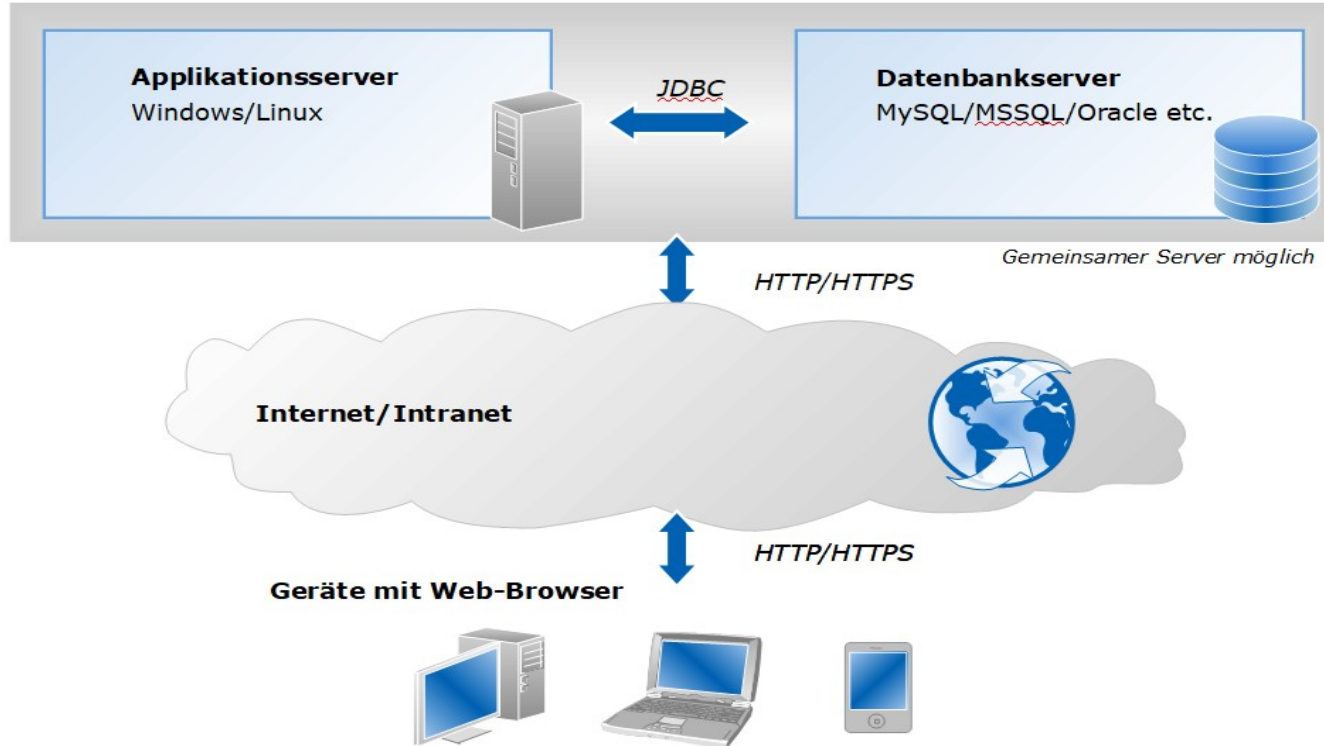 Applikationsserver
Windows/Linux
JDBC
Datenbankserver
MySQL/MSSQL/Oracle etc.
Gemeinsamer Server möglich
HTTP/HTTPS
Internet/Intranet
HTTP/HTTPS
Geräte mit Web-Browser